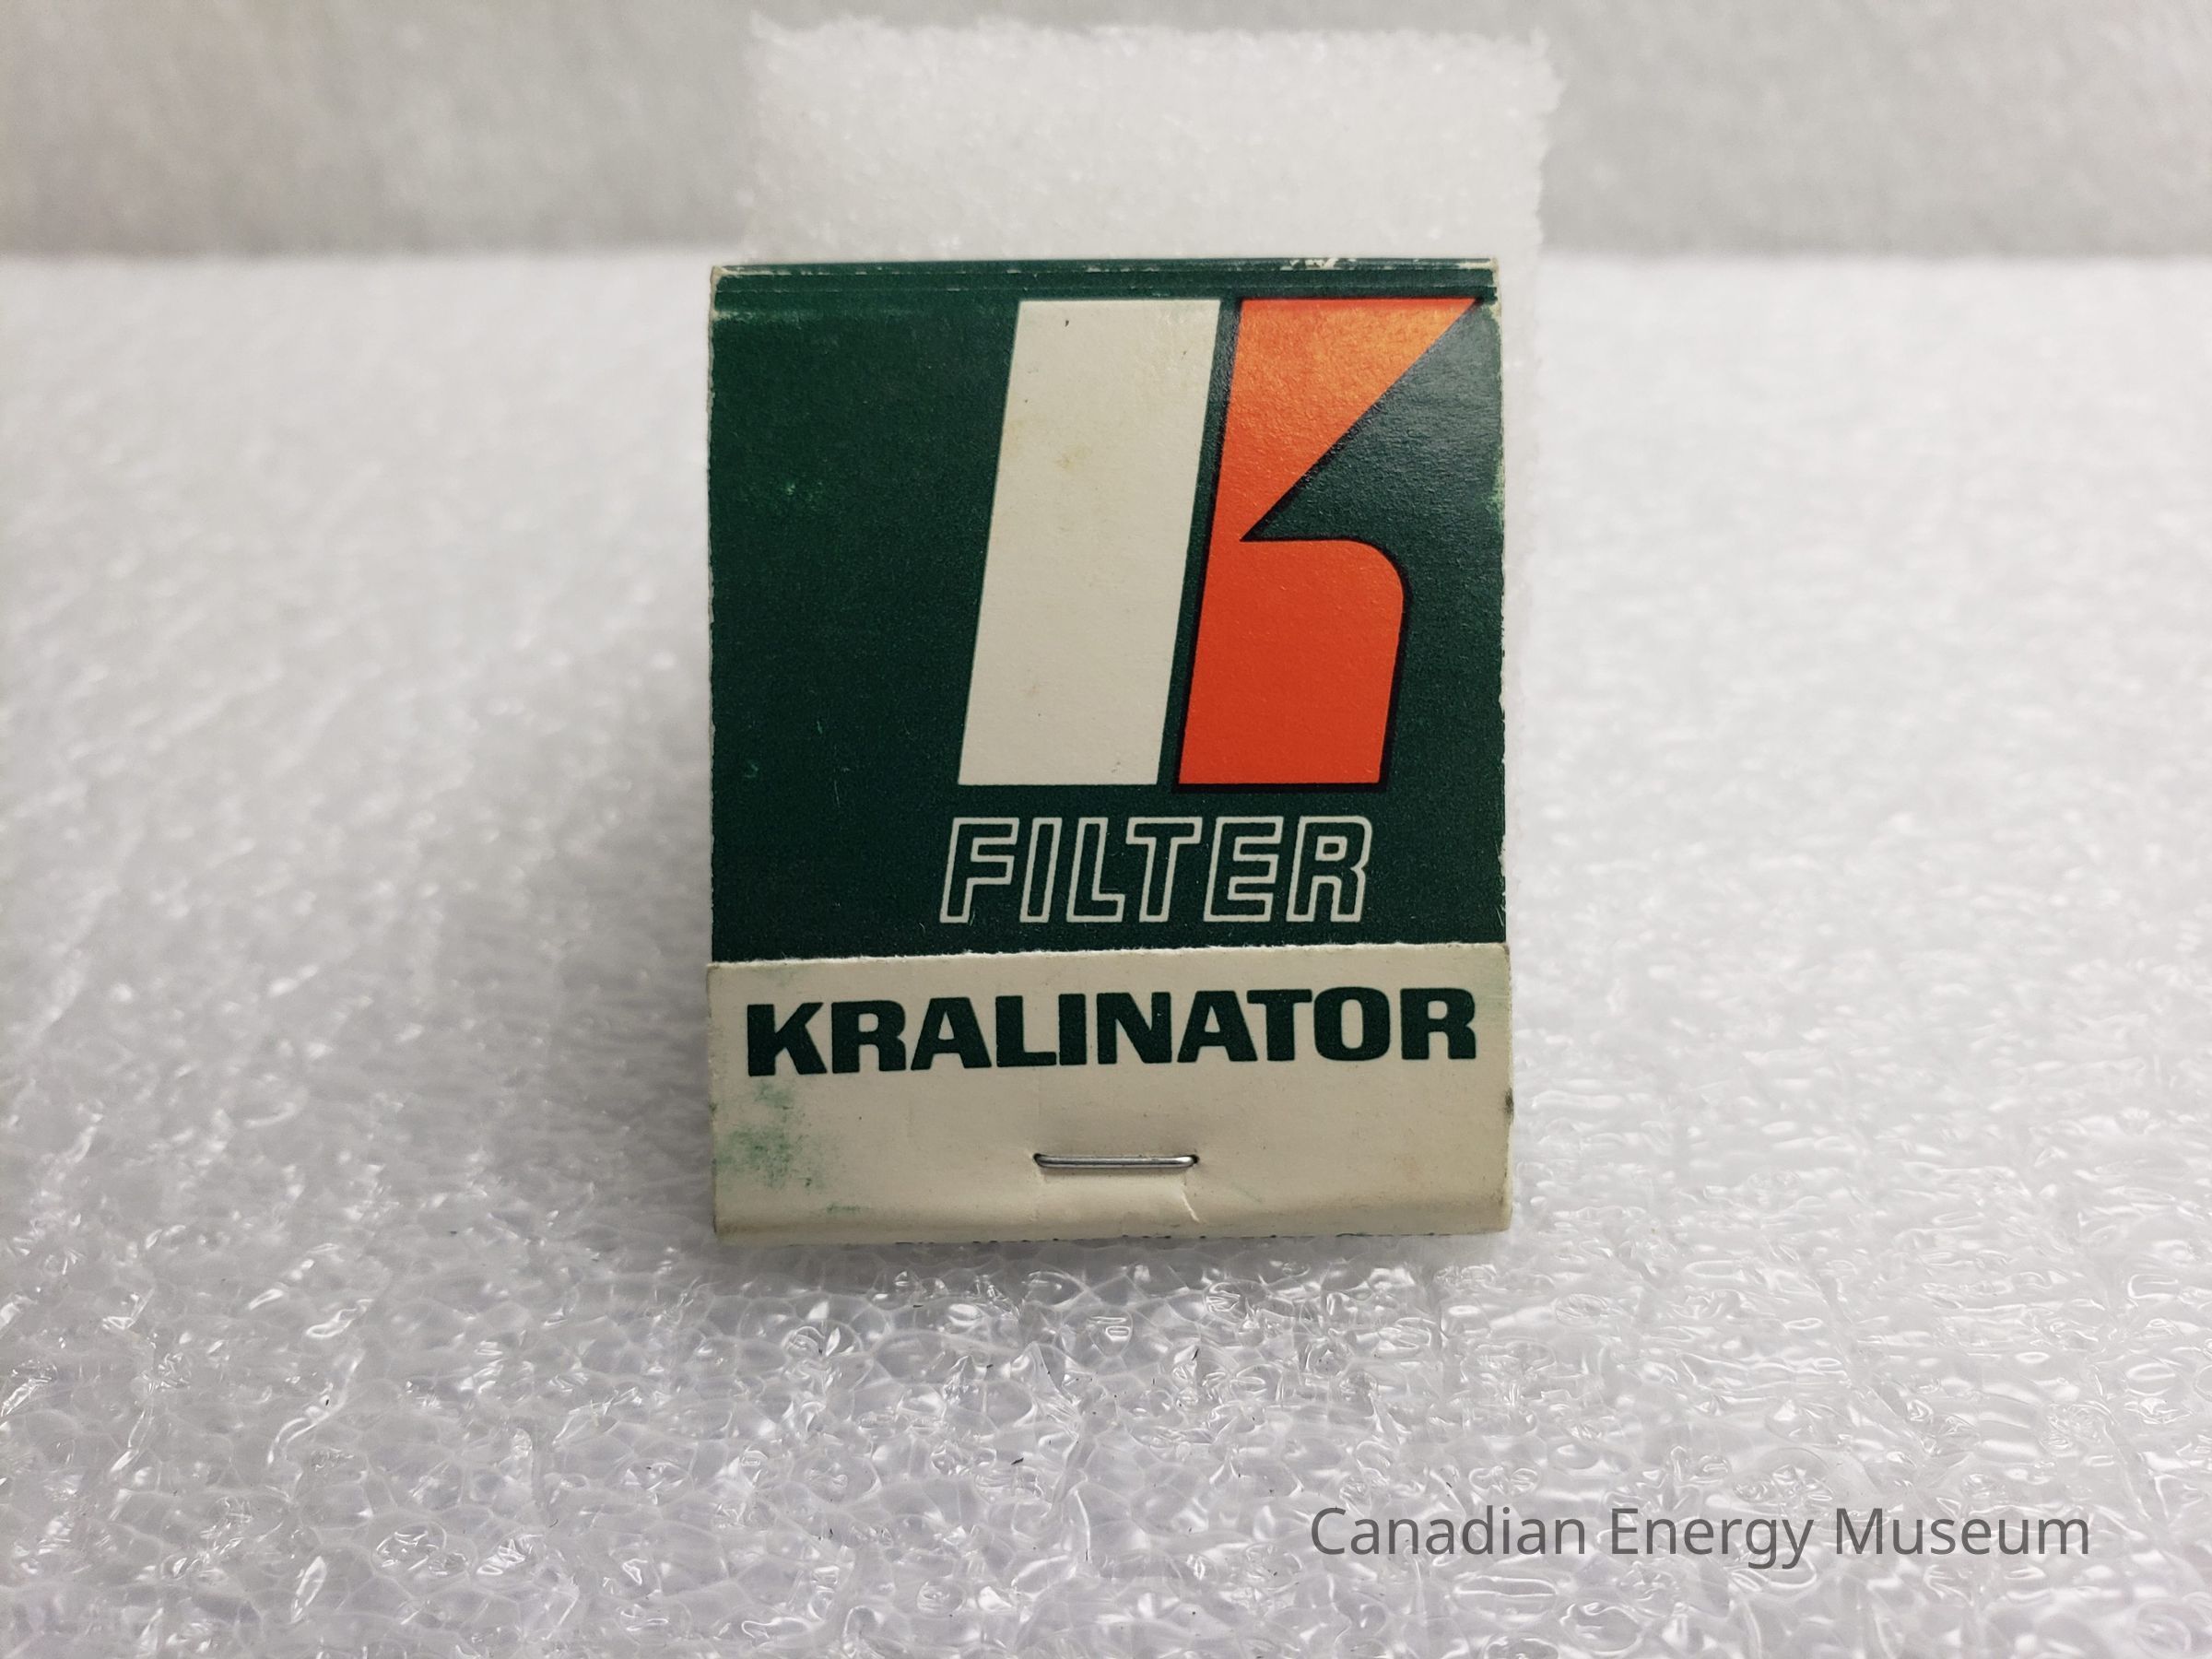 K
FILTER
KRALINATOR
Canadian Energy Museum